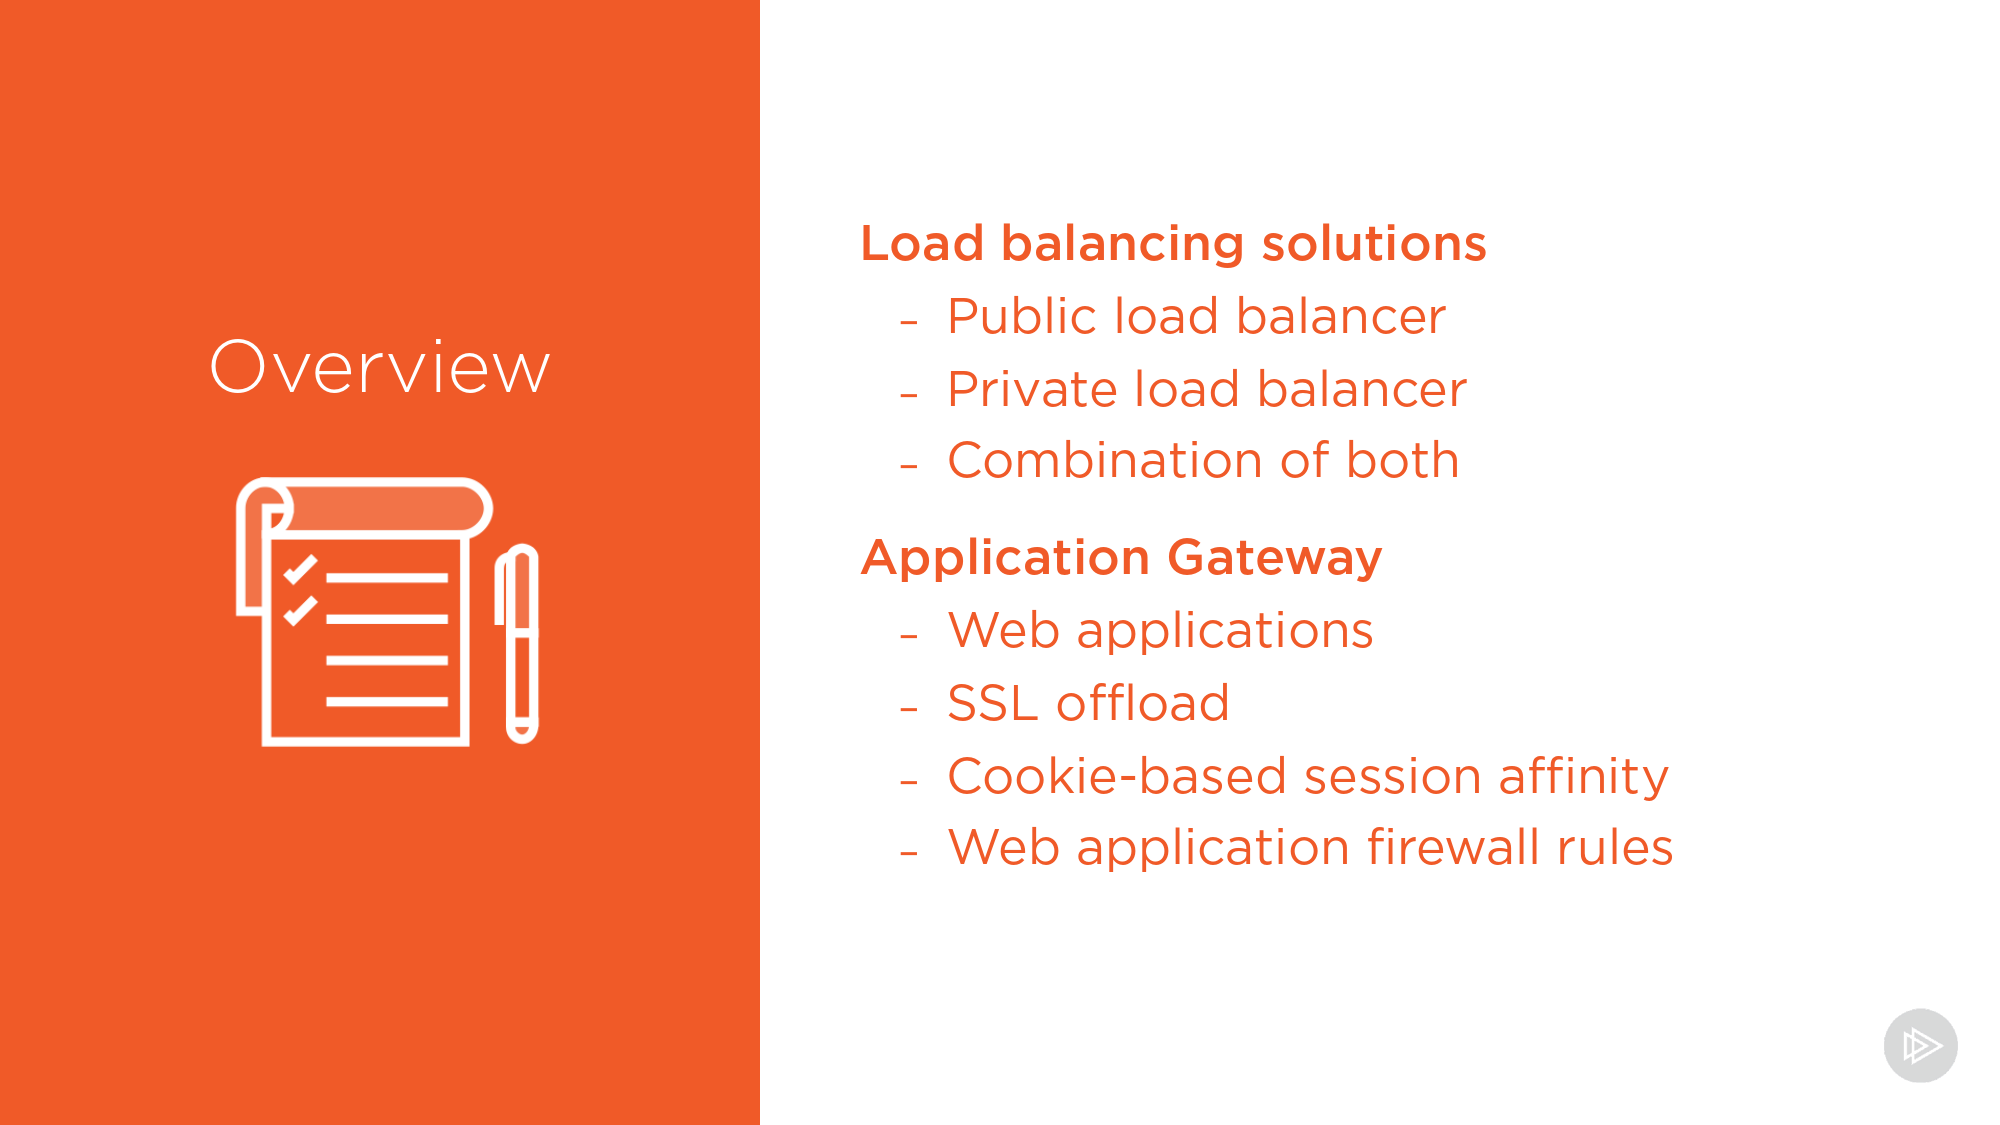 Overview
Load balancing solutions
– Public load balancer
– Private load balancer
– Combination of both
Application Gateway
– Web applications
– SSL offload
– Cookie-based session affinity
– Web application firewall rules